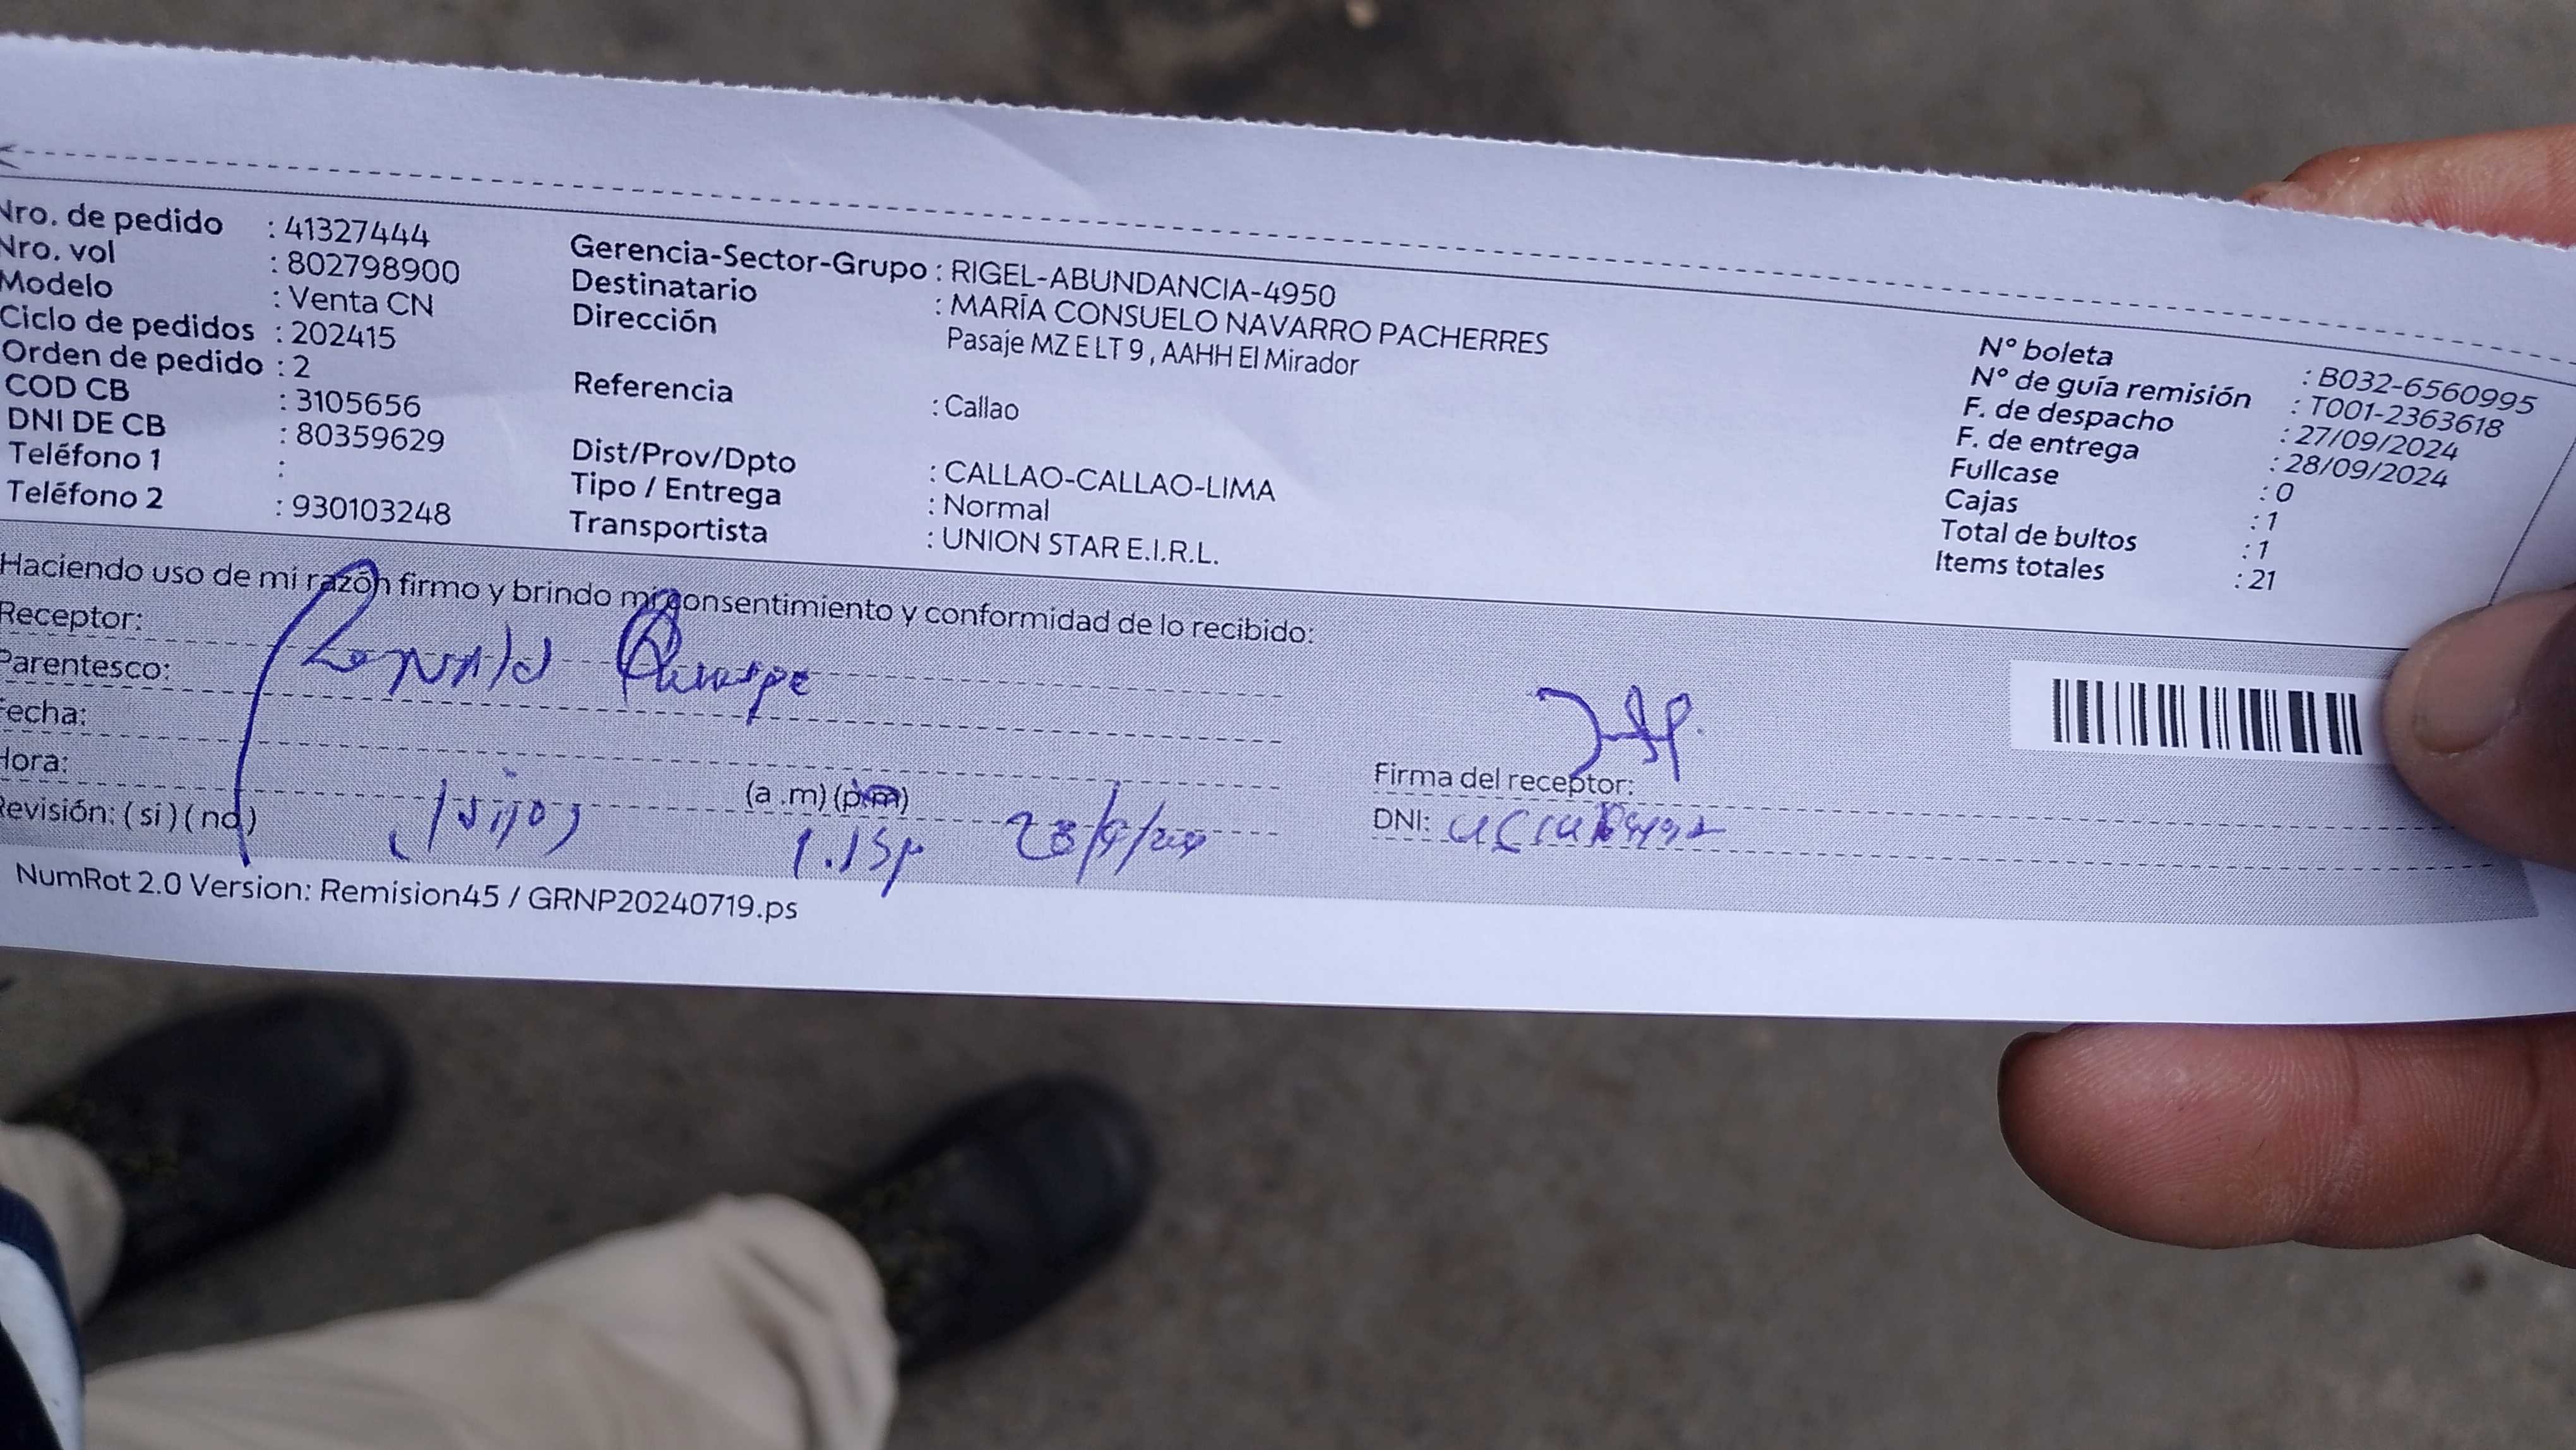 Nro. de pedido : 41327444
Nro. vol : 802798900
Modelo : Venta CN
Ciclo de pedidos : 202415
Orden de pedido : 2
COD CB : 3105656
DNI DE CB : 80359629
Teléfono 1 :
Teléfono 2 : 930103248
Gerencia-Sector-Grupo : RIGEL-ABUNDANCIA-4950
Destinatario : MARÍA CONSUELO NAVARRO PACHERRES
Dirección Pasaje MZ E LT 9 , AAHH El Mirador
Referencia : Callao
Dist/Prov/Dpto : CALLAO-CALLAO-LIMA
Tipo / Entrega : Normal
Transportista : UNION STAR E.I.R.L.
N° boleta : B032-6560995
N° de guía remisión : T001-2363618
F. de despacho : 27/09/2024
F. de entrega : 28/09/2024
Fullcase : 0
Cajas : 1
Total de bultos : 1
Items totales : 21
Haciendo uso de mi razón firmo y brindo mi consentimiento y conformidad de lo recibido:
Receptor:
Parentesco:
Fecha:
Hora: (a .m) (p.m)
Revisión: ( si ) ( no )
Firma del receptor:
DNI:
NumRot 2.0 Version: Remision45 / GRNP20240719.ps